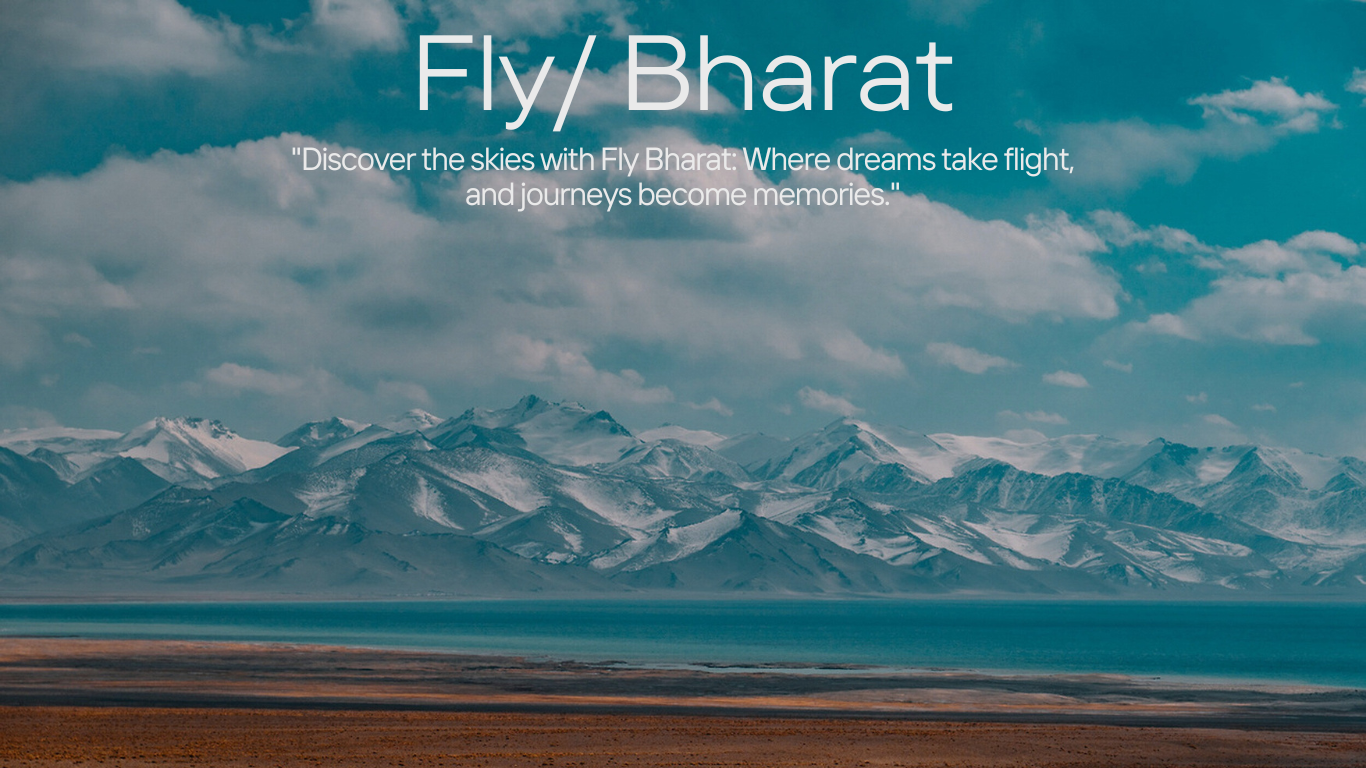 Fly/ Bharat
"Discover the skies with Fly Bharat: Where dreams take flight,
and journeys become memories."